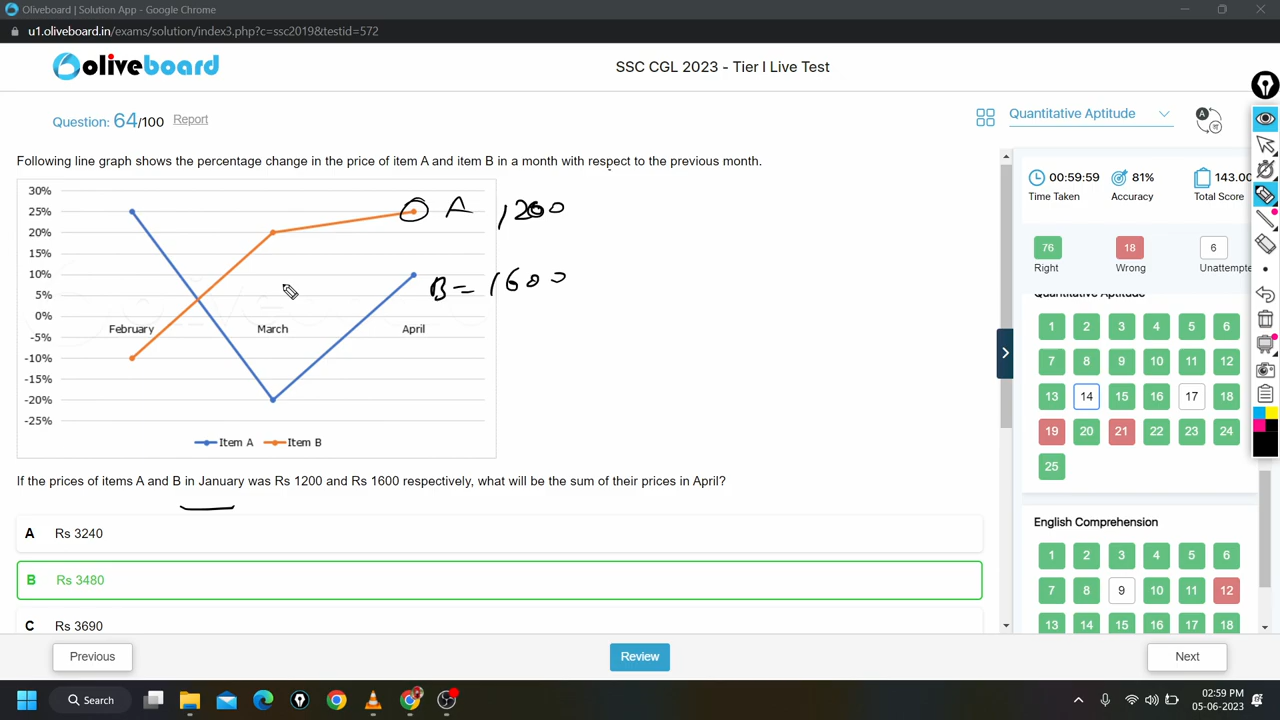 Oliveboard | Solution App - Google Chrome
u1.oliveboard.in/exams/solution/index3.php?c=ssc2019&testid=572
oliveboard
SSC CGL 2023 - Tier I Live Test
Question: 64/100 Report
Quantitative Aptitude
Following line graph shows the percentage change in the price of item A and item B in a month with respect to the previous month.
30%
25%
20%
15%
10%
5%
0%
-5%
-10%
-15%
-20%
-25%
February March April
Item A Item B
A 1200
B = 1600
If the prices of items A and B in January was Rs 1200 and Rs 1600 respectively, what will be the sum of their prices in April?
A Rs 3240
B Rs 3480
C Rs 3690
Previous Review Next
00:59:59 81% 143.00
Time Taken Accuracy Total Score
76 18 6
Right Wrong Unattempte
Quantitative Aptitude
1 2 3 4 5 6
7 8 9 10 11 12
13 14 15 16 17 18
19 20 21 22 23 24
25
English Comprehension
1 2 3 4 5 6
7 8 9 10 11 12
13 14 15 16 17 18
Search
02:59 PM
05-06-2023